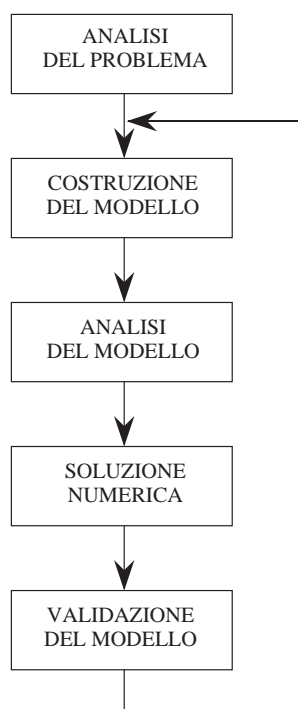 ANALISI
DEL PROBLEMA
COSTRUZIONE
DEL MODELLO
ANALISI
DEL MODELLO
SOLUZIONE
NUMERICA
VALIDAZIONE
DEL MODELLO